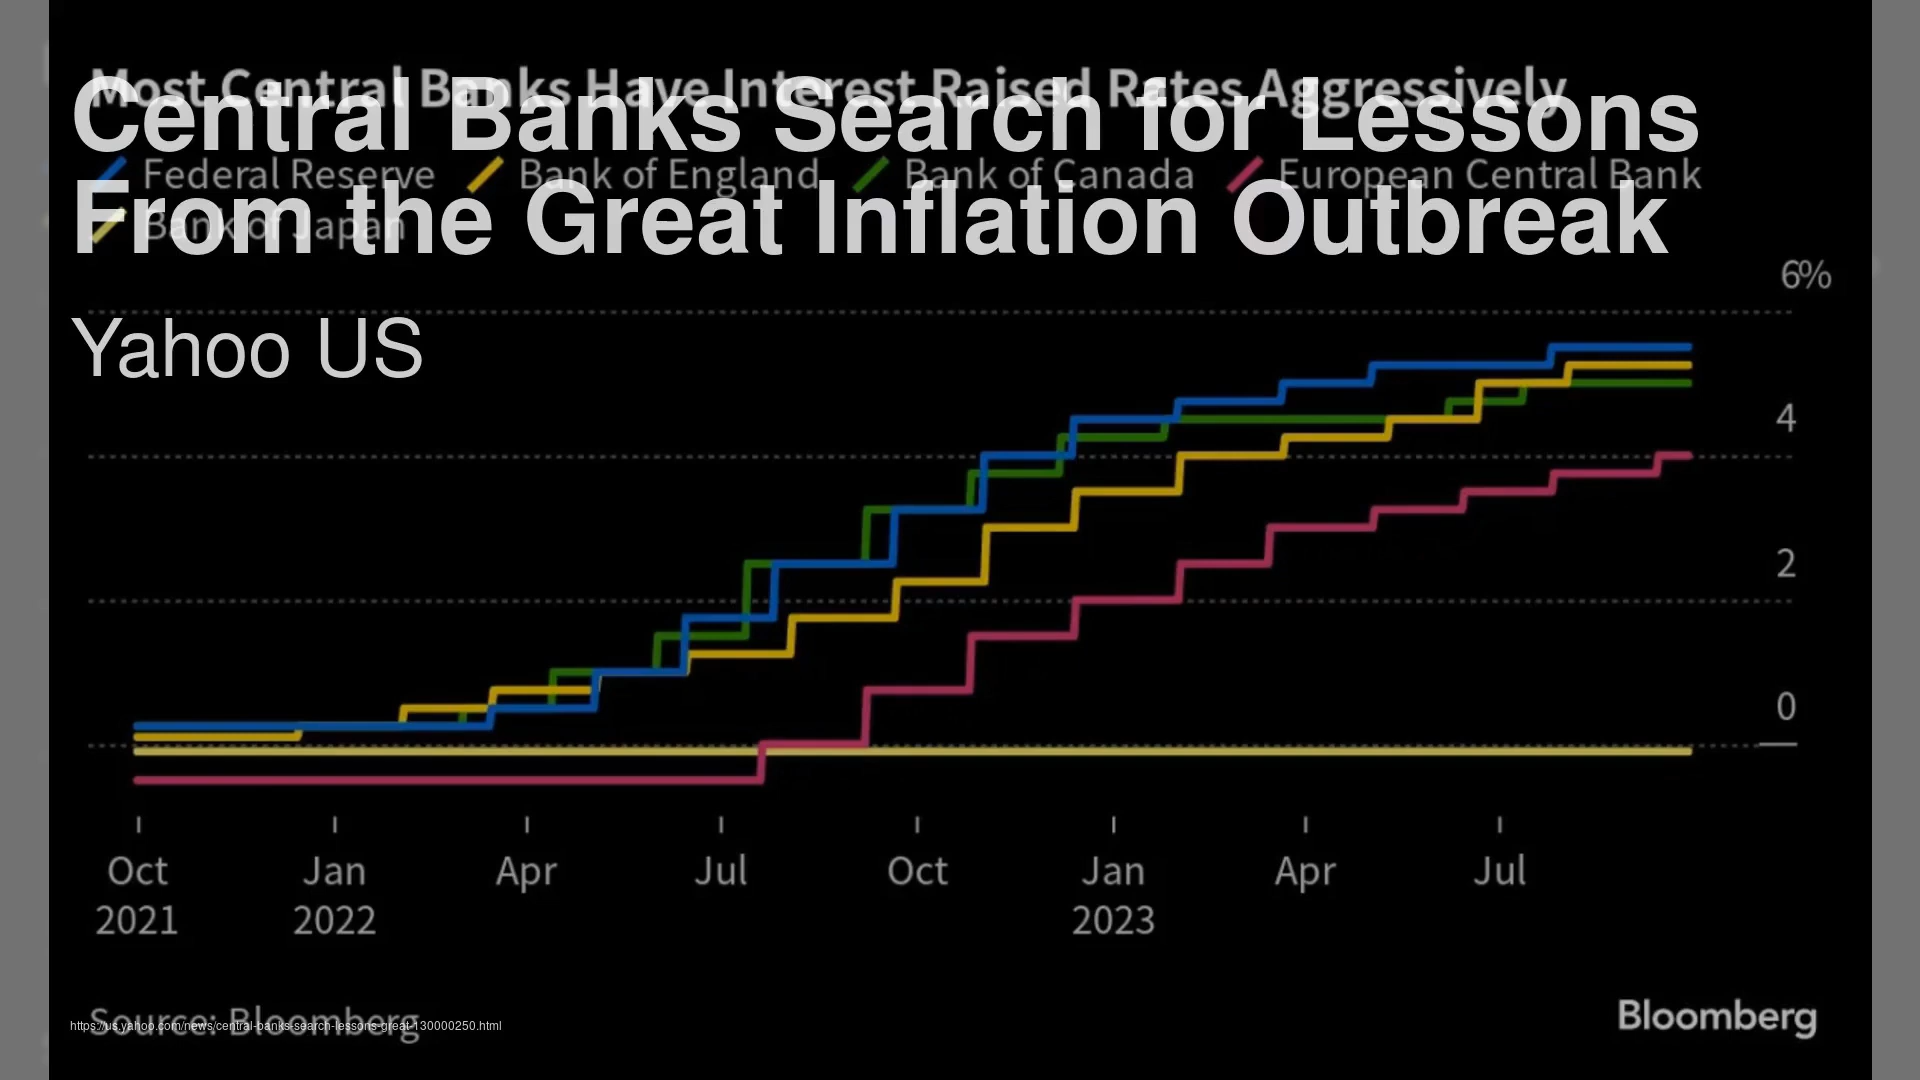 Most Central Banks Have Interest Raised Rates Aggressively
Central Banks Search for Lessons
From the Great Inflation Outbreak
Federal Reserve Bank of England Bank of Canada European Central Bank
Bank of Japan
Yahoo US
6%
4
2
0
Oct Jan Apr Jul Oct Jan Apr Jul
2021 2022 2023
Source: Bloomberg
https://us.yahoo.com/news/central-banks-search-lessons-great-130000250.html
Bloomberg